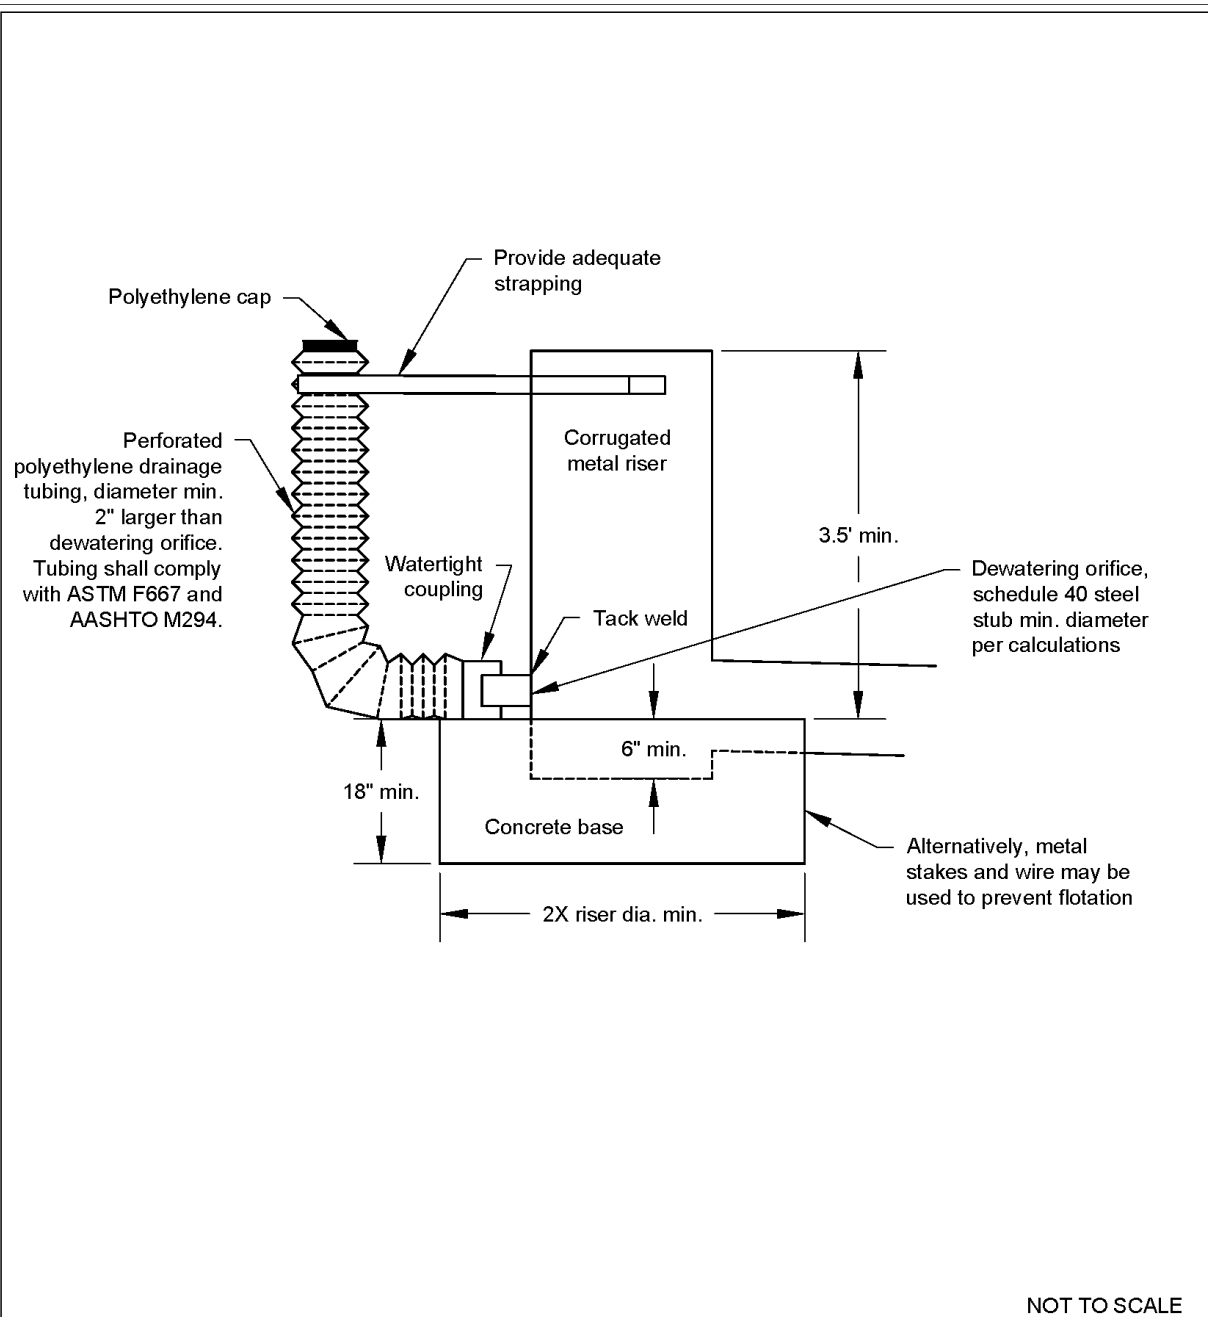 Provide adequate
strapping
Polyethylene cap
Corrugated
metal riser
Perforated
polyethylene drainage
tubing, diameter min.
2" larger than
dewatering orifice.
Tubing shall comply
with ASTM F667 and
AASHTO M294.
3.5' min.
Watertight
coupling
Dewatering orifice,
schedule 40 steel
stub min. diameter
per calculations
Tack weld
6" min.
18" min.
Concrete base
Alternatively, metal
stakes and wire may be
used to prevent flotation
2X riser dia. min.
NOT TO SCALE